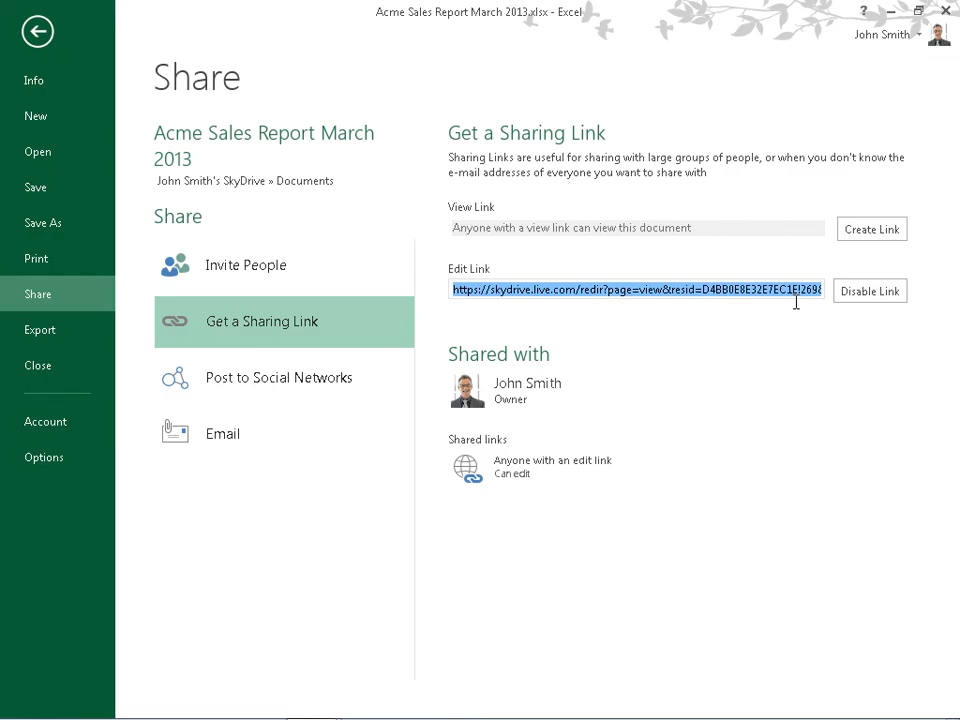 Acme Sales Report March 2013.xlsx - Excel
?
John Smith
Info
New
Open
Save
Save As
Print
Share
Export
Close
Account
Options
Share
Acme Sales Report March
2013
John Smith's SkyDrive » Documents
Share
Invite People
Get a Sharing Link
Post to Social Networks
Email
Get a Sharing Link
Sharing Links are useful for sharing with large groups of people, or when you don't know the
e-mail addresses of everyone you want to share with
View Link
Anyone with a view link can view this document
Create Link
Edit Link
https://skydrive.live.com/redir?page=view&resid=D4BB0E8E32E7EC1E!269&
Disable Link
Shared with
John Smith
Owner
Shared links
Anyone with an edit link
Can edit